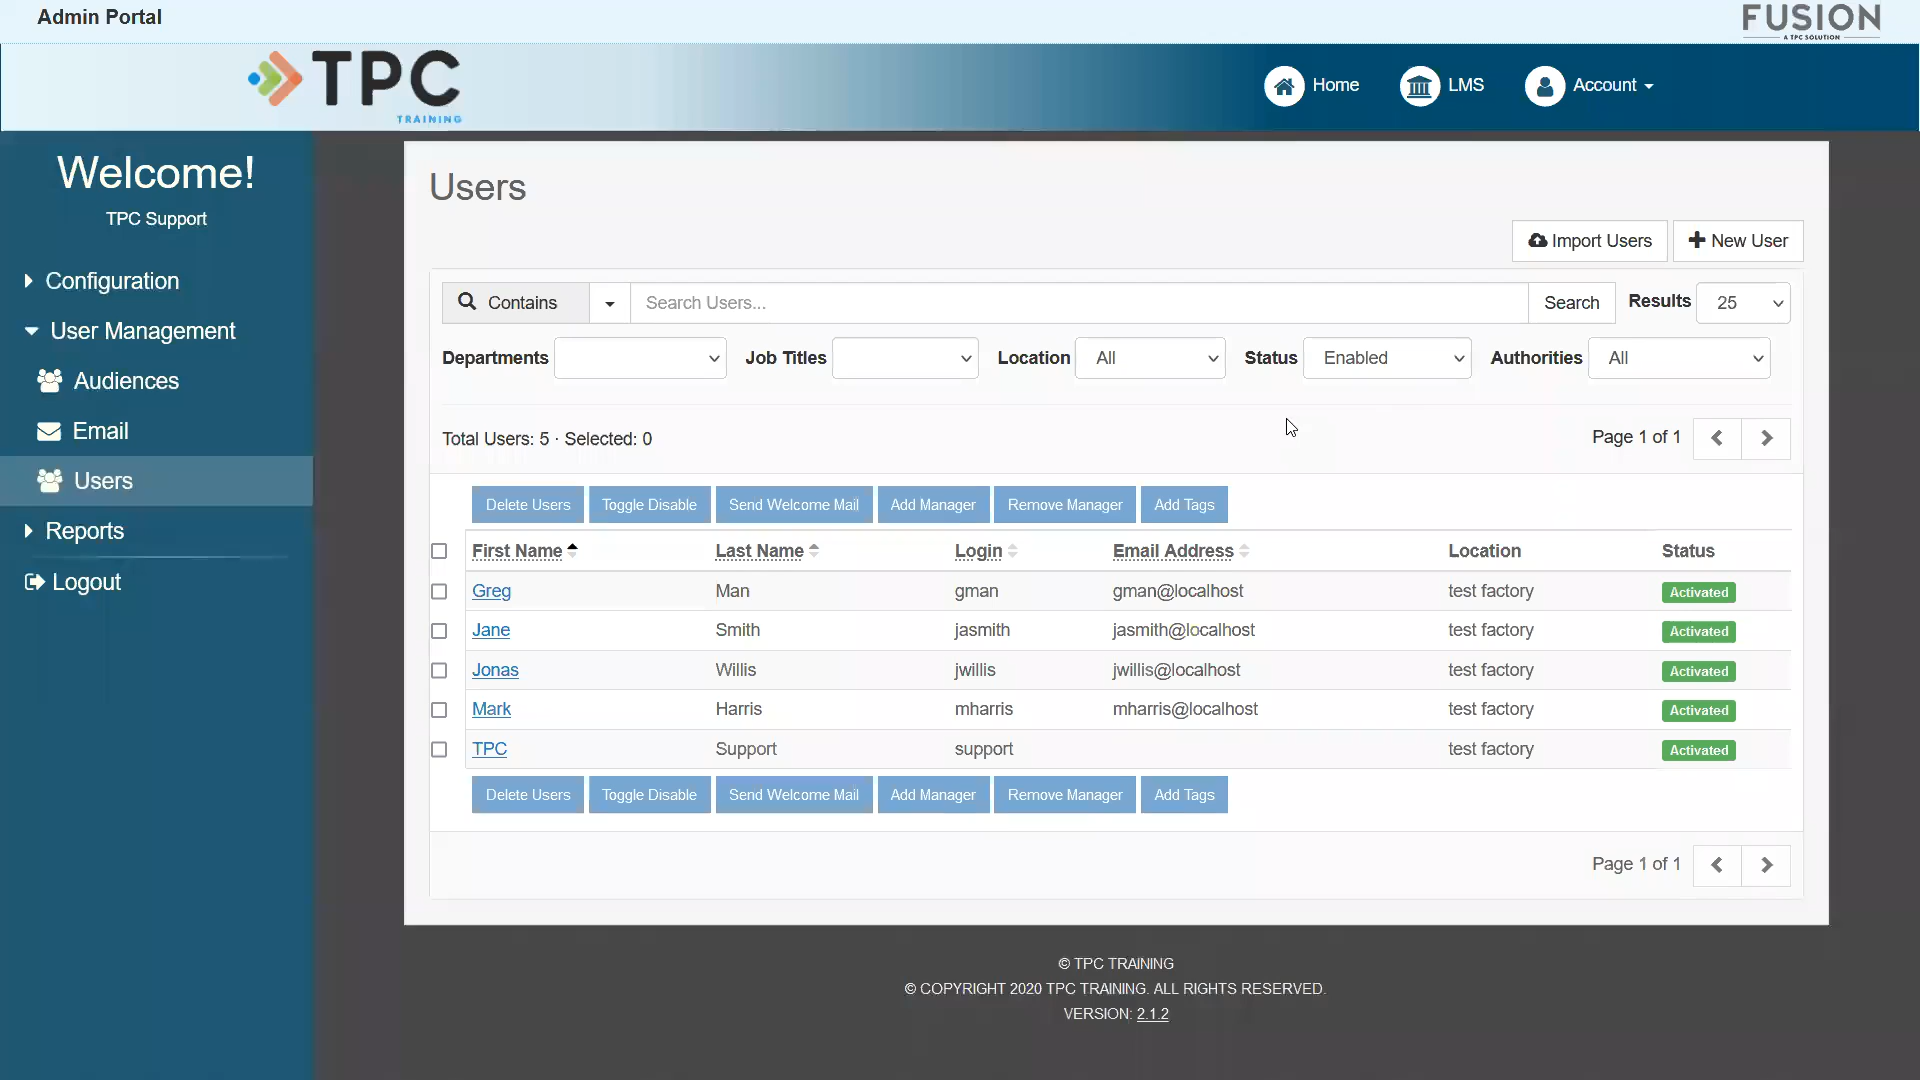 Admin Portal
FUSION
A TPC SOLUTION
TPC
TRAINING
Home
LMS
Account
Welcome!
TPC Support
Configuration
User Management
Audiences
Email
Users
Reports
Logout
Users
Import Users
New User
Contains
Search Users...
Search
Results
25
Departments
Job Titles
Location
All
Status
Enabled
Authorities
All
Total Users: 5 · Selected: 0
Page 1 of 1
Delete Users
Toggle Disable
Send Welcome Mail
Add Manager
Remove Manager
Add Tags
First Name
Last Name
Login
Email Address
Location
Status
Greg Man gman gman@localhost test factory Activated
Jane Smith jasmith jasmith@localhost test factory Activated
Jonas Willis jwillis jwillis@localhost test factory Activated
Mark Harris mharris mharris@localhost test factory Activated
TPC Support support test factory Activated
Delete Users
Toggle Disable
Send Welcome Mail
Add Manager
Remove Manager
Add Tags
Page 1 of 1
© TPC TRAINING
© COPYRIGHT 2020 TPC TRAINING. ALL RIGHTS RESERVED.
VERSION: 2.1.2